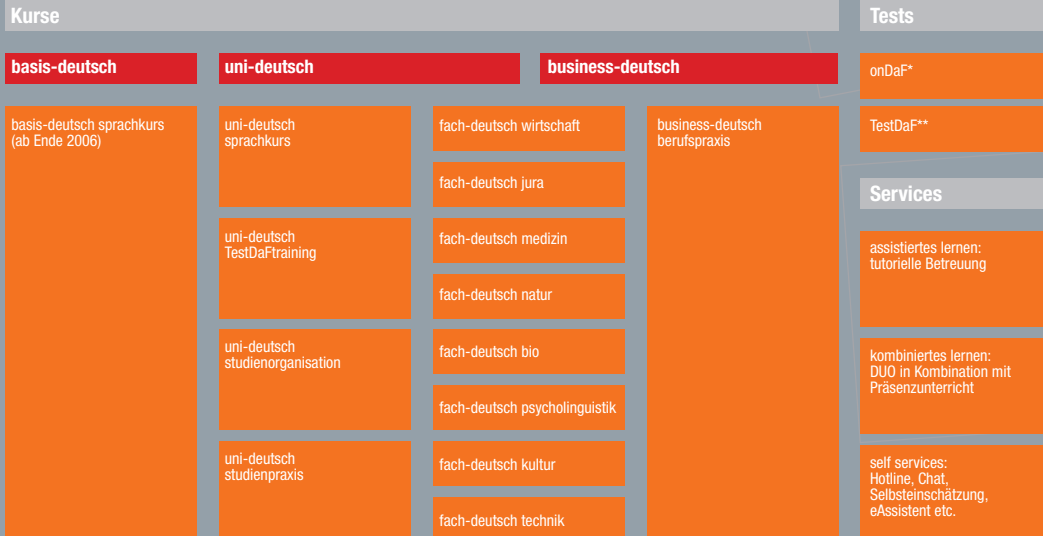 Kurse
basis-deutsch
uni-deutsch
business-deutsch
basis-deutsch sprachkurs
(ab Ende 2006)
uni-deutsch
sprachkurs
uni-deutsch
TestDaFtraining
uni-deutsch
studienorganisation
uni-deutsch
studienpraxis
fach-deutsch wirtschaft
fach-deutsch jura
fach-deutsch medizin
fach-deutsch natur
fach-deutsch bio
fach-deutsch psycholinguistik
fach-deutsch kultur
fach-deutsch technik
business-deutsch
berufspraxis
Tests
onDaF*
TestDaF**
Services
assistiertes lernen:
tutorielle Betreuung
kombiniertes lernen:
DUO in Kombination mit
Präsenzunterricht
self services:
Hotline, Chat,
Selbsteinschätzung,
eAssistent etc.